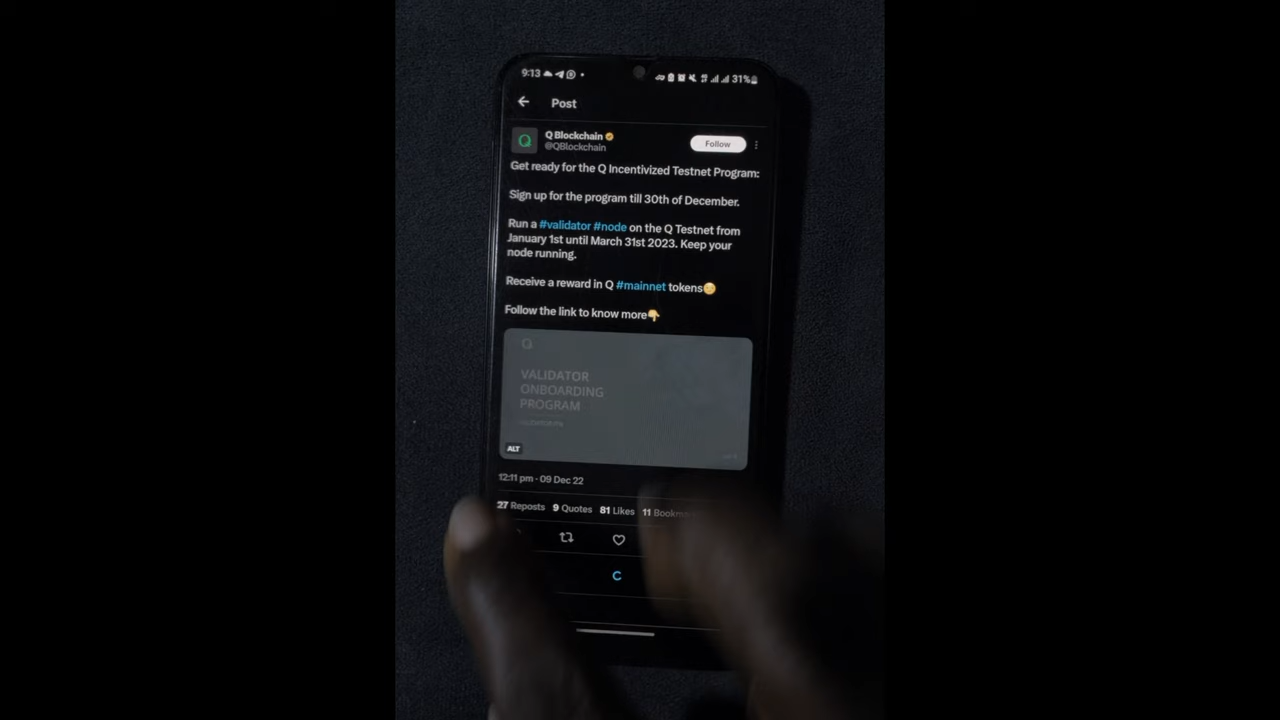 9:13
31%
Post
Q Blockchain
@QBlockchain
Follow
Get ready for the Q Incentivized Testnet Program:
Sign up for the program till 30th of December.
Run a #validator #node on the Q Testnet from
January 1st until March 31st 2023. Keep your
node running.
Receive a reward in Q #mainnet tokens😊
Follow the link to know more👇
Q
VALIDATOR
ONBOARDING
PROGRAM
ALT
12:11 pm · 09 Dec 22
27 Reposts 9 Quotes 81 Likes 11